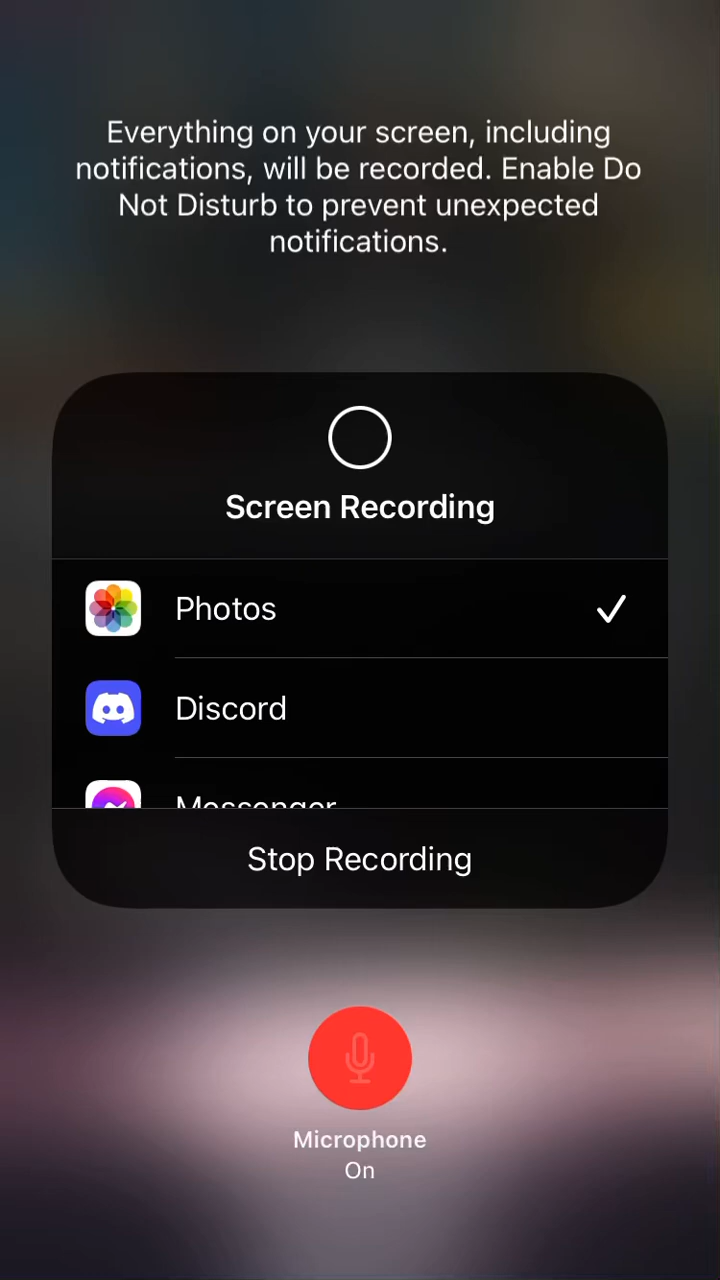 Everything on your screen, including
notifications, will be recorded. Enable Do
Not Disturb to prevent unexpected
notifications.
Screen Recording
Photos
Discord
Messenger
Stop Recording
Microphone
On